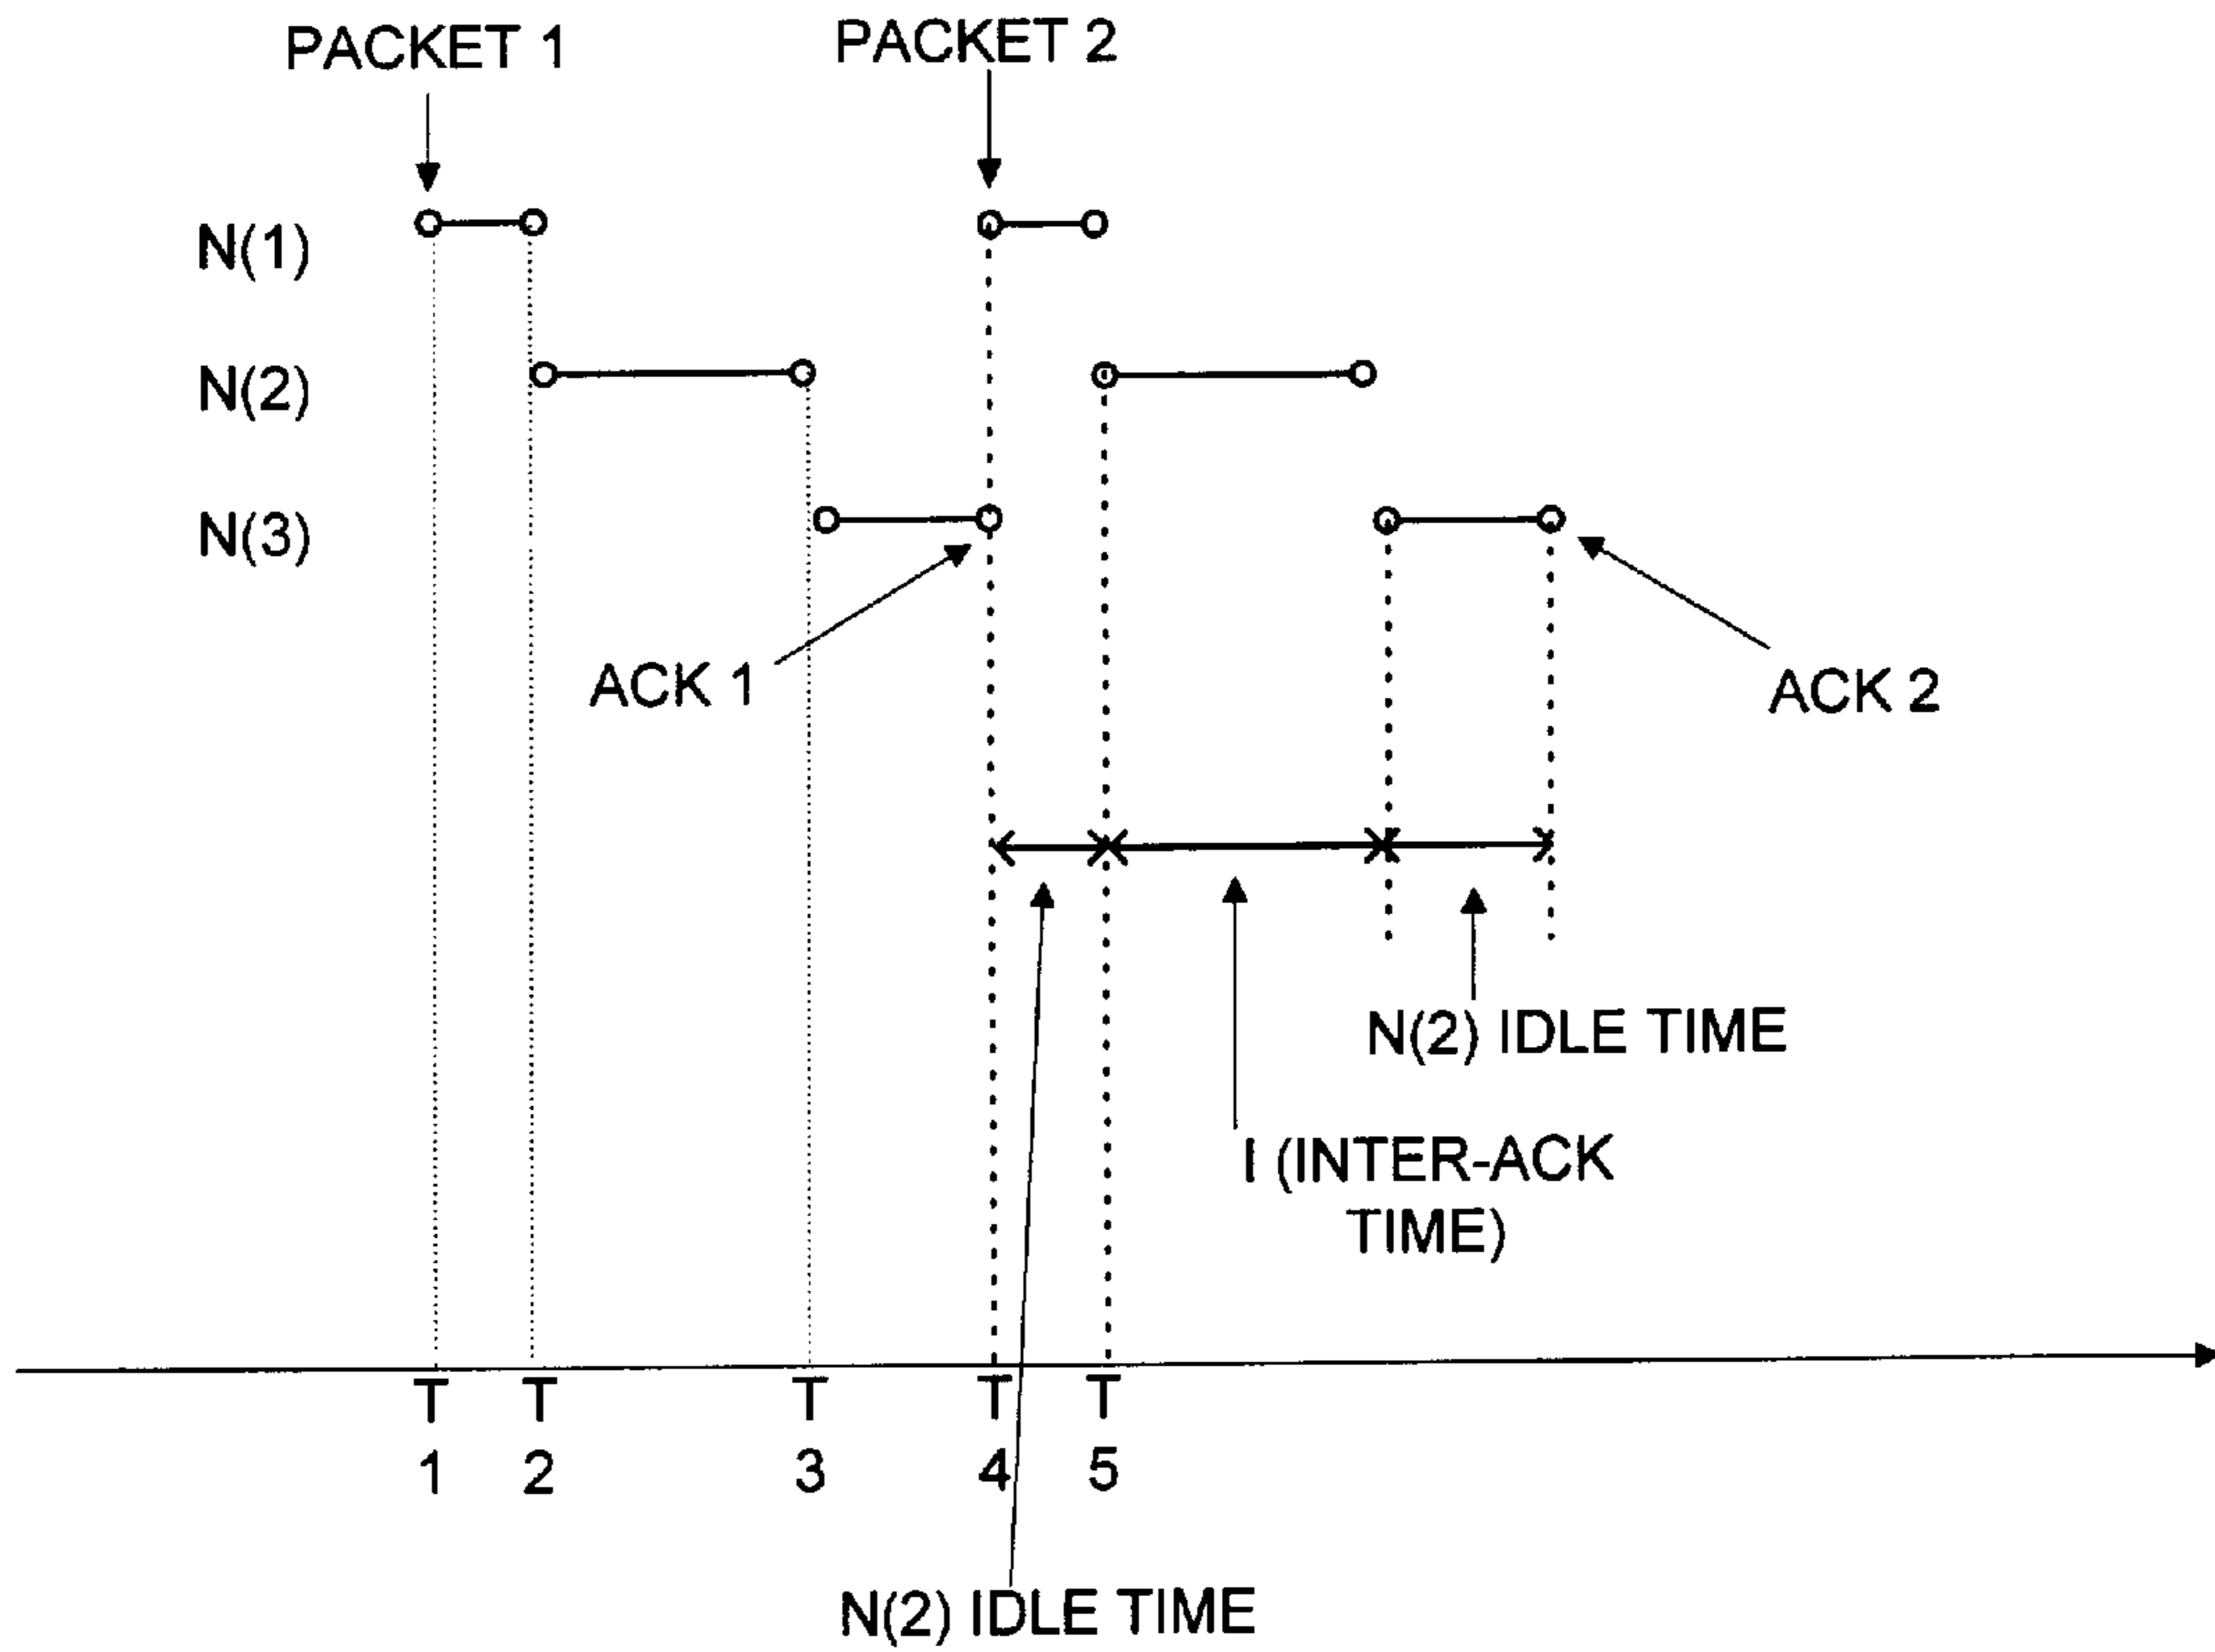 PACKET 1
PACKET 2
N(1)
N(2)
N(3)
ACK 1
ACK 2
N(2) IDLE TIME
I (INTER-ACK
TIME)
T T T T T
1 2 3 4 5
N(2) IDLE TIME